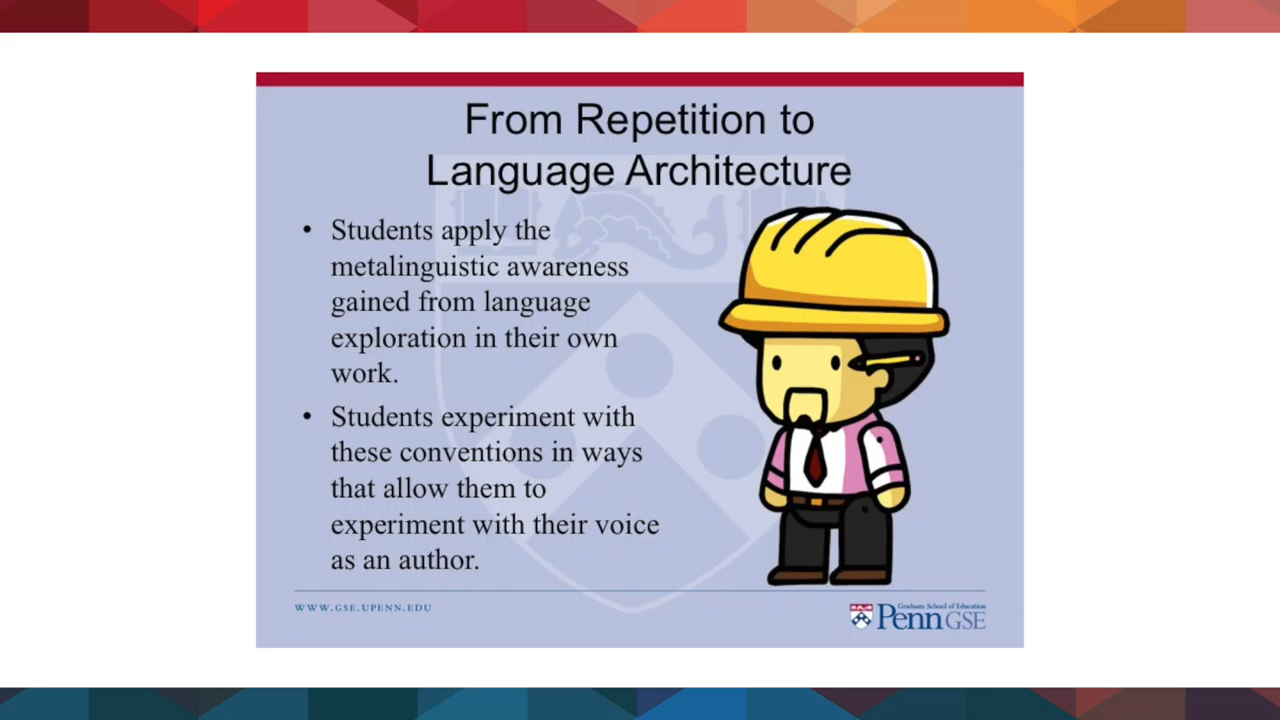 From Repetition to
Language Architecture
• Students apply the
metalinguistic awareness
gained from language
exploration in their own
work.
• Students experiment with
these conventions in ways
that allow them to
experiment with their voice
as an author.
WWW.GSE.UPENN.EDU
Graduate School of Education
Penn GSE